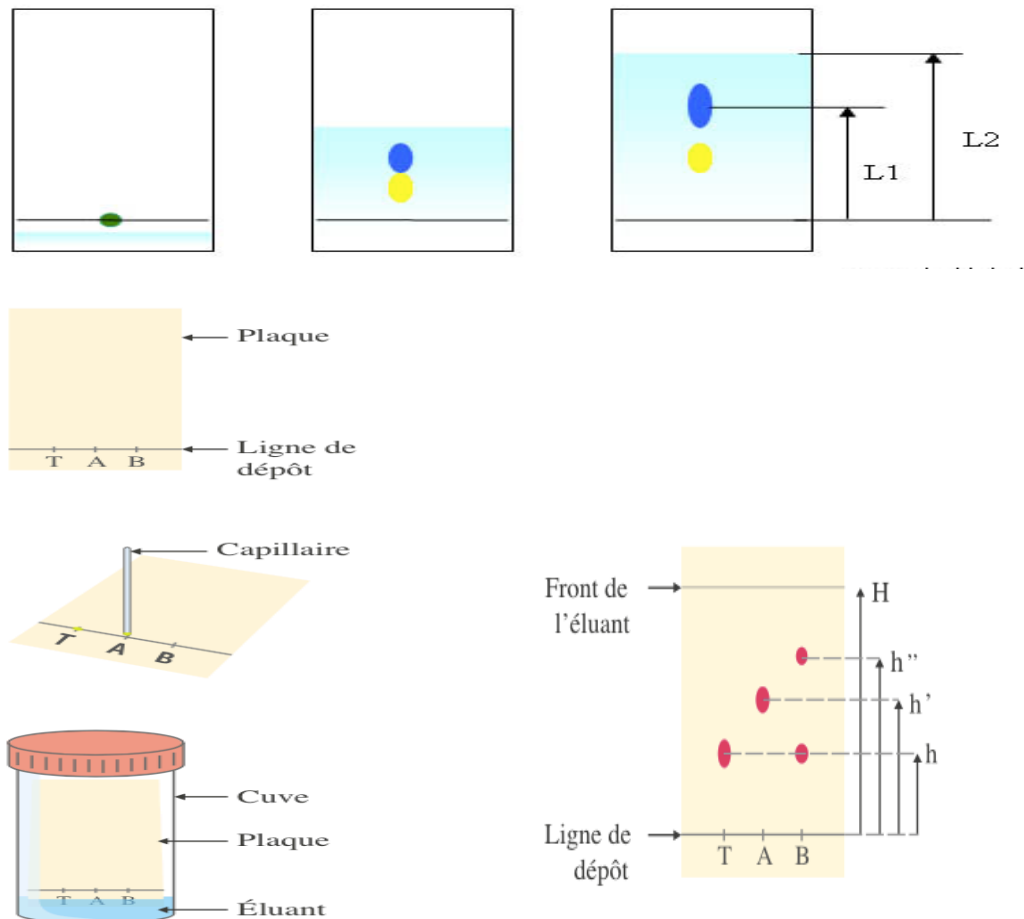 L1
L2
Plaque
Ligne de
dépôt
T A B
Capillaire
T A B
Cuve
Plaque
T A B
Éluant
Front de
l'éluant
H
h’’
h’
h
Ligne de
dépôt
T A B